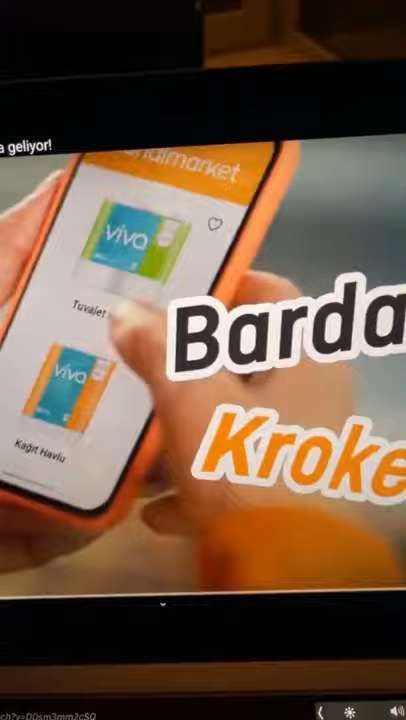 a geliyor!
market
viva
Tuvalet
Barda
viva
Kroke
Kağıt Havlu